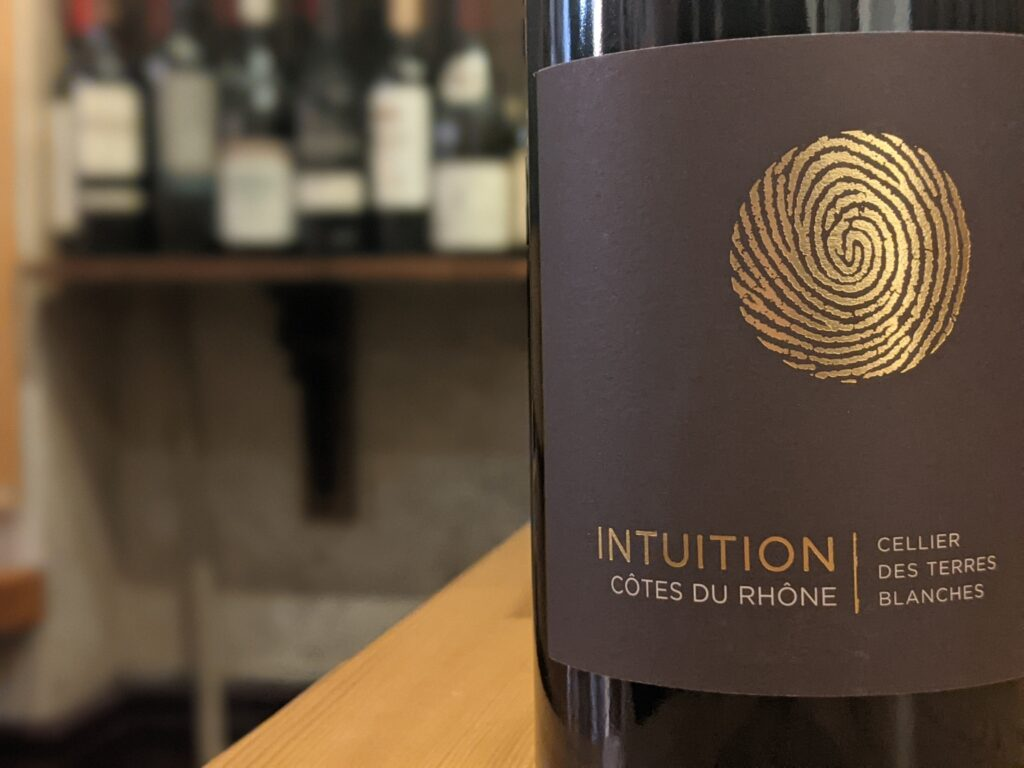 INTUITION
CÔTES DU RHÔNE
CELLIER
DES TERRES
BLANCHES